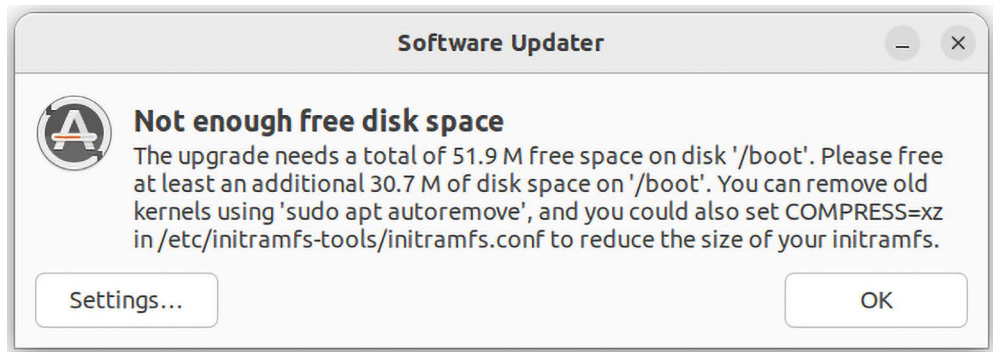 Software Updater
Not enough free disk space
The upgrade needs a total of 51.9 M free space on disk '/boot'. Please free
at least an additional 30.7 M of disk space on '/boot'. You can remove old
kernels using 'sudo apt autoremove', and you could also set COMPRESS=xz
in /etc/initramfs-tools/initramfs.conf to reduce the size of your initramfs.
Settings...
OK